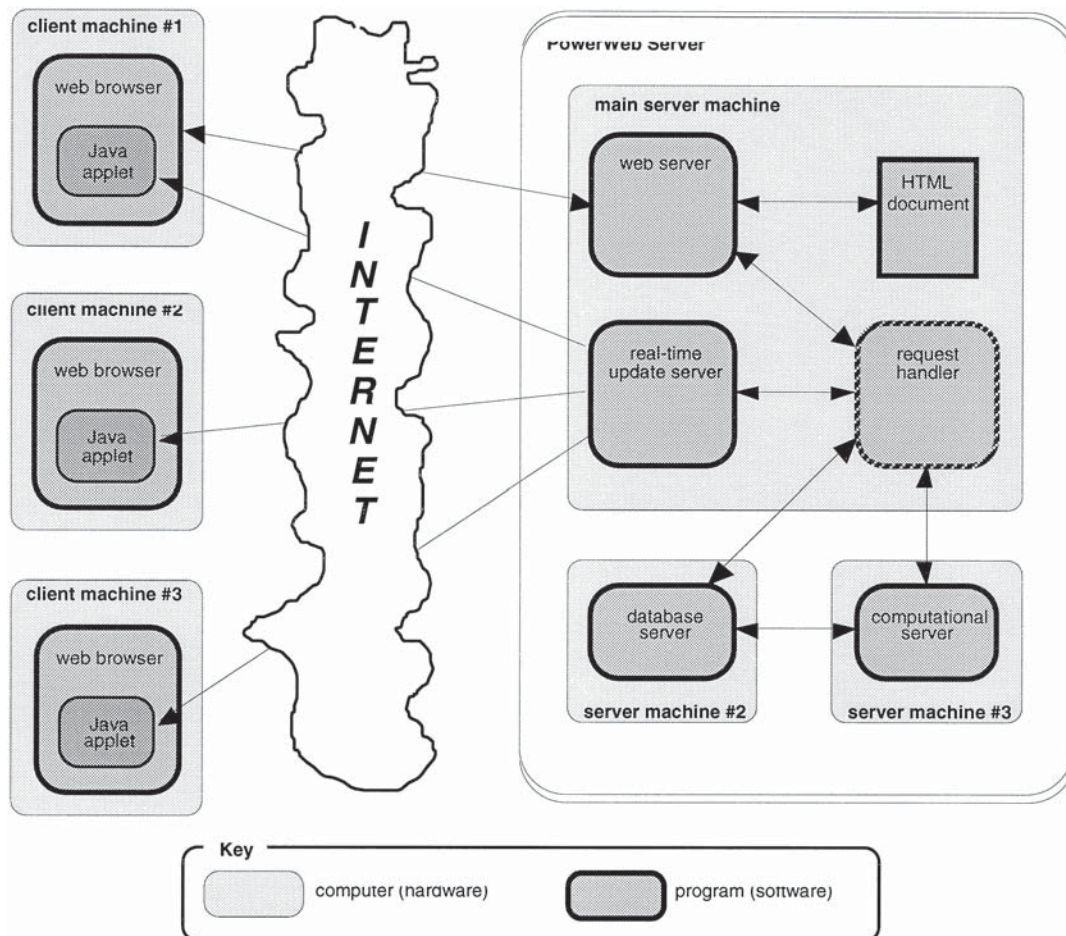 client machine #1
web browser
Java
applet
client machine #2
web browser
Java
applet
client machine #3
web browser
Java
applet
INTERNET
PowerWeb Server
main server machine
web server
HTML
document
real-time
update server
request
handler
database
server
computational
server
server machine #2
server machine #3
Key
computer (hardware)
program (software)